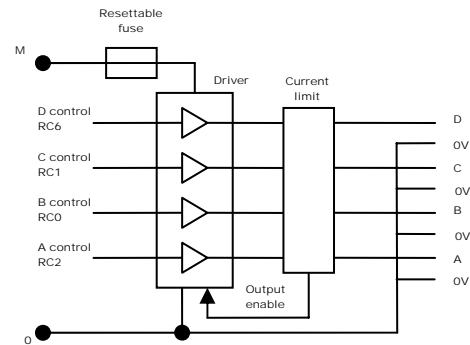 Resettable
fuse
M
Driver
Current
limit
D control
RC6
D
0V
C control
RC1
C
0V
B control
RC0
B
0V
A control
RC2
A
0V
Output
enable
0